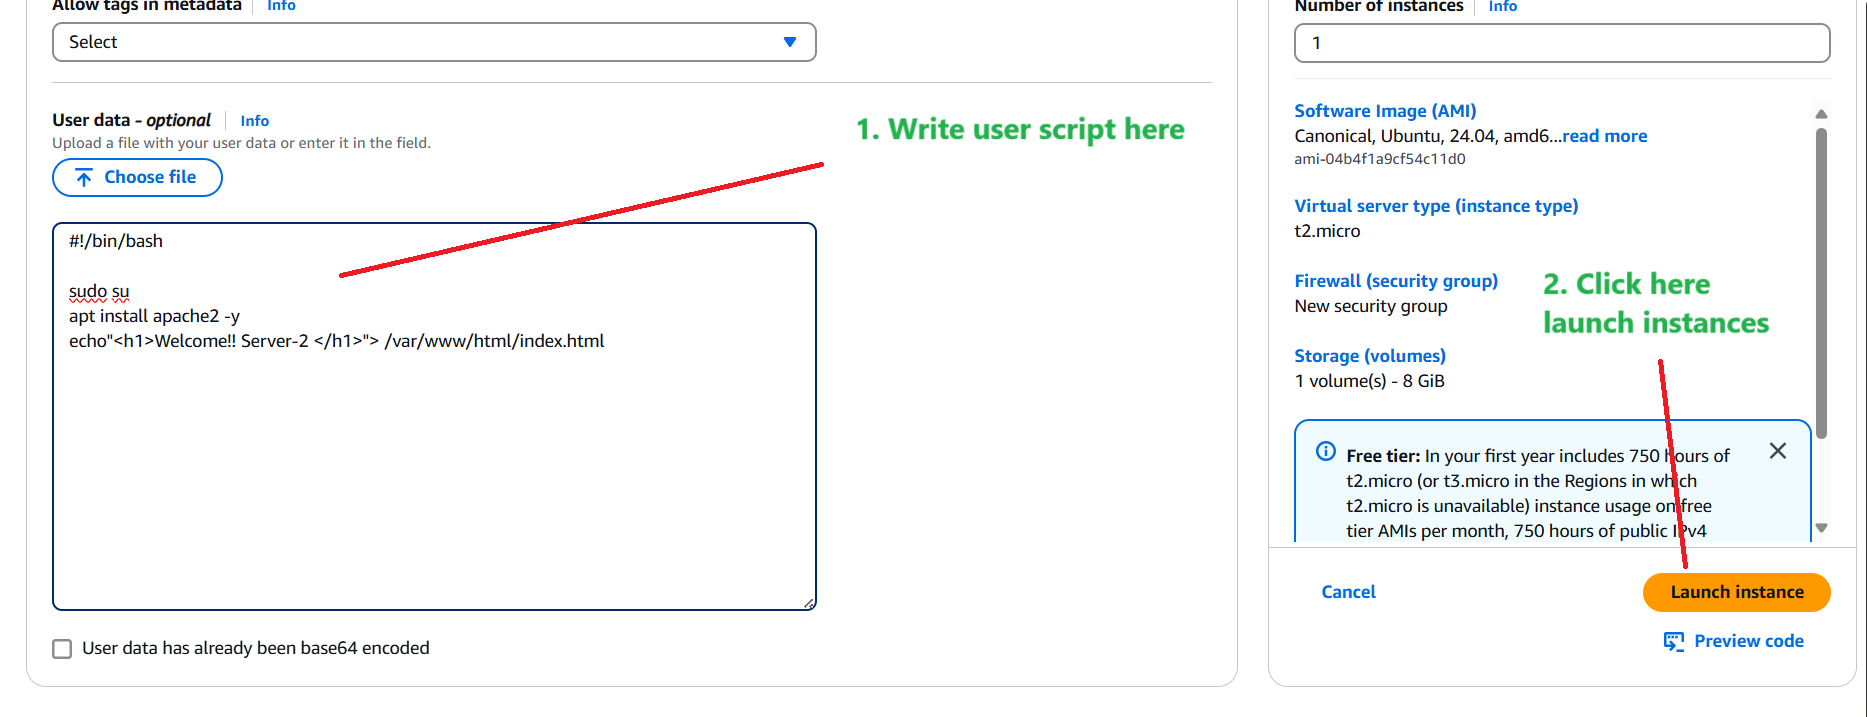 Allow tags in metadata Info
Select
User data - optional Info
Upload a file with your user data or enter it in the field.
Choose file
#!/bin/bash
sudo su
apt install apache2 -y
echo"<h1>Welcome!! Server-2 </h1>"> /var/www/html/index.html
User data has already been base64 encoded
1. Write user script here
Number of instances Info
1
Software Image (AMI)
Canonical, Ubuntu, 24.04, amd6...read more
ami-04b4f1a9cf54c11d0
Virtual server type (instance type)
t2.micro
Firewall (security group)
New security group
Storage (volumes)
1 volume(s) - 8 GiB
2. Click here
launch instances
Free tier: In your first year includes 750 hours of
t2.micro (or t3.micro in the Regions in which
t2.micro is unavailable) instance usage on free
tier AMIs per month, 750 hours of public IPv4
Cancel
Launch instance
Preview code